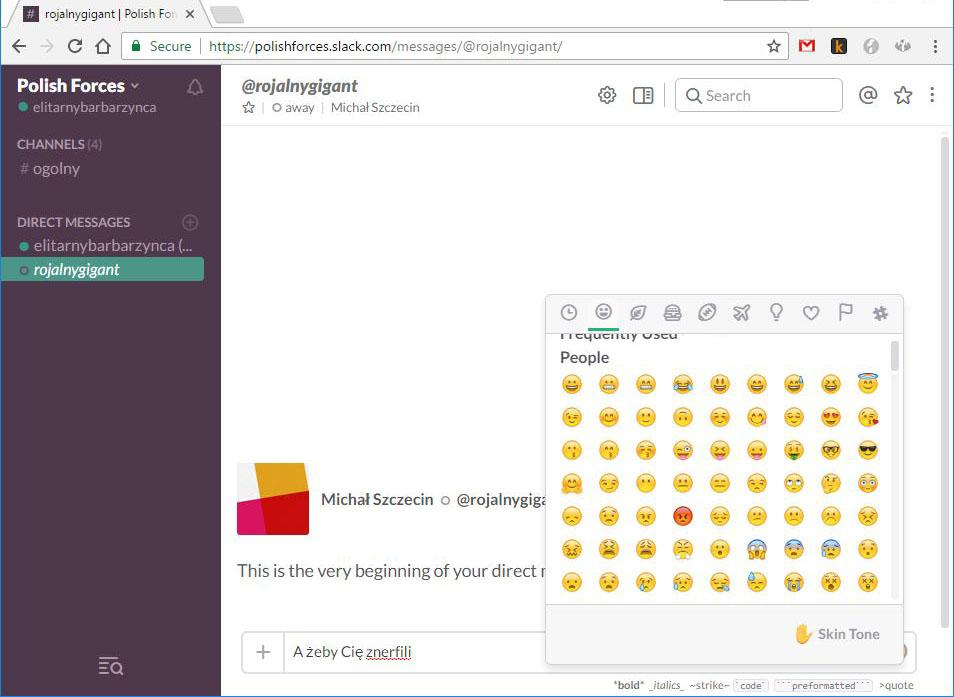 rojalnygigant | Polish For
Secure
https://polishforces.slack.com/messages/@rojalnygigant/
Polish Forces
elitarnybarbarzynca
CHANNELS (4)
# ogolny
DIRECT MESSAGES
elitarnybarbarzynca (...
rojalnygigant
@rojalnygigant
away | Michał Szczecin
Search
Frequently Used
People
Michał Szczecin @rojalnygiga
This is the very beginning of your direct
Skin Tone
A żeby Cię znerfili
*bold* _italics_ ~strike~ `code` ```preformatted``` >quote